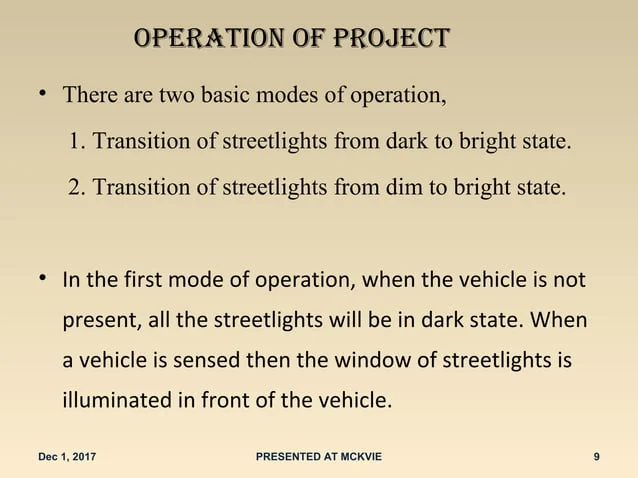 OPERATION OF PROJECT
• There are two basic modes of operation,
1. Transition of streetlights from dark to bright state.
2. Transition of streetlights from dim to bright state.
• In the first mode of operation, when the vehicle is not
present, all the streetlights will be in dark state. When
a vehicle is sensed then the window of streetlights is
illuminated in front of the vehicle.
Dec 1, 2017 PRESENTED AT MCKVIE 9